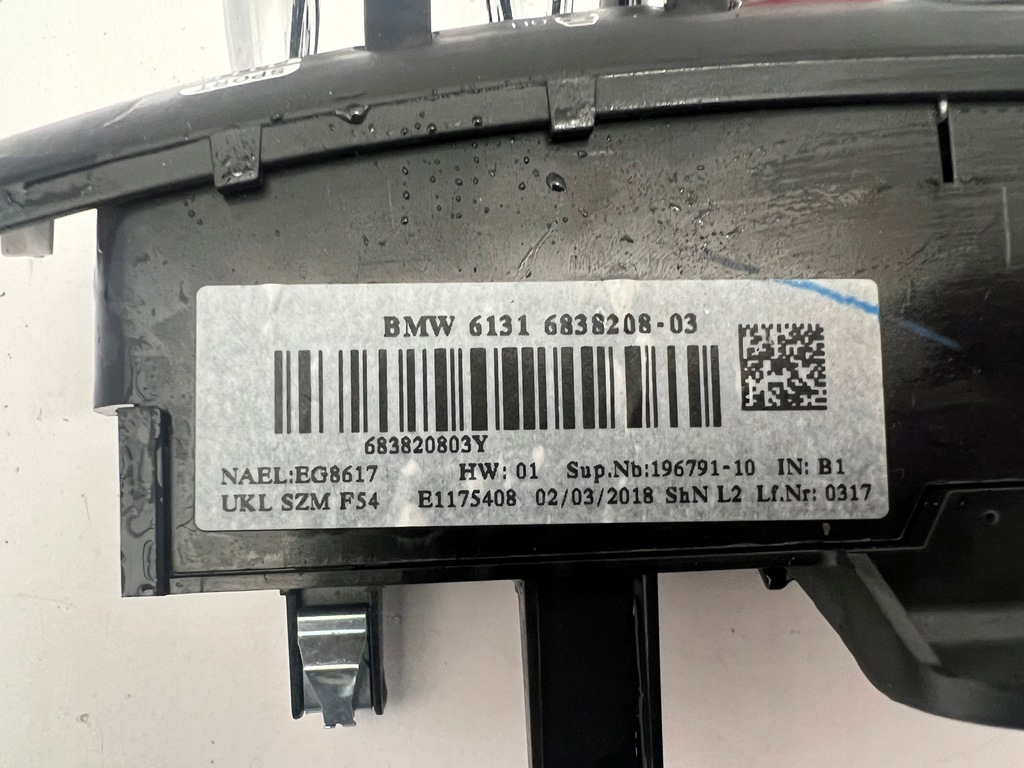 SPORT
BMW 6131 6838208-03
683820803Y
NAEL:EG8617 HW: 01 Sup.Nb:196791-10 IN: B1
UKL SZM F54 E1175408 02/03/2018 ShN L2 Lf.Nr: 0317